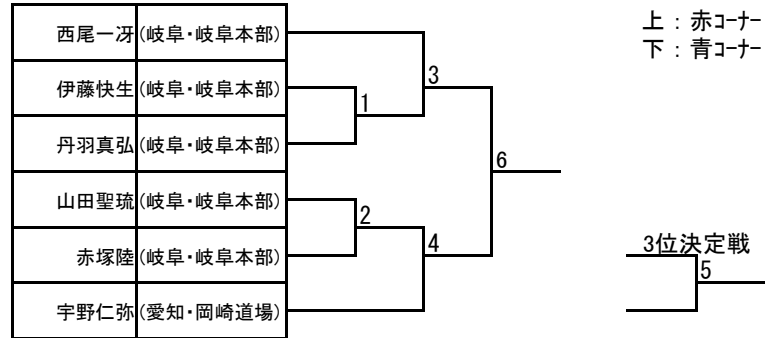 西尾一冴(岐阜・岐阜本部)
伊藤快生(岐阜・岐阜本部)
丹羽真弘(岐阜・岐阜本部)
山田聖琉(岐阜・岐阜本部)
赤塚陸(岐阜・岐阜本部)
宇野仁弥(愛知・岡崎道場)
1
2
3
4
6
上：赤ｺｰﾅｰ
下：青ｺｰﾅｰ
3位決定戦
5